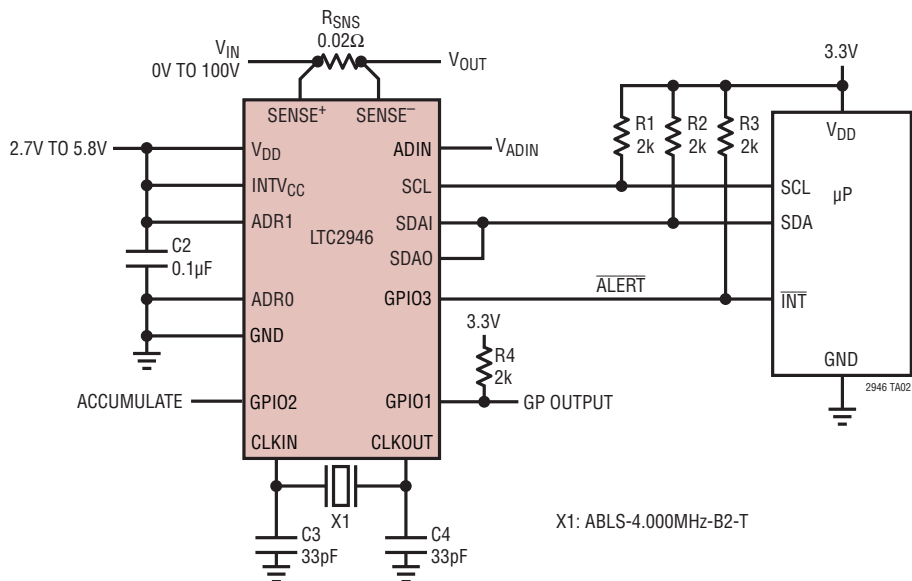 RSNS
0.02Ω
VIN
0V TO 100V
VOUT
3.3V
SENSE+
SENSE–
2.7V TO 5.8V
VDD
INTVCC
ADR1
LTC2946
C2
0.1µF
ADR0
GND
ACCUMULATE
GPIO2
CLKIN
ADIN
VADIN
SCL
SDAI
SDAO
GPIO3
ALERT
3.3V
R4
2k
GPIO1
GP OUTPUT
CLKOUT
R1
2k
R2
2k
R3
2k
VDD
SCL
µP
SDA
INT
GND
2946 TA02
X1
C3
33pF
C4
33pF
X1: ABLS-4.000MHz-B2-T